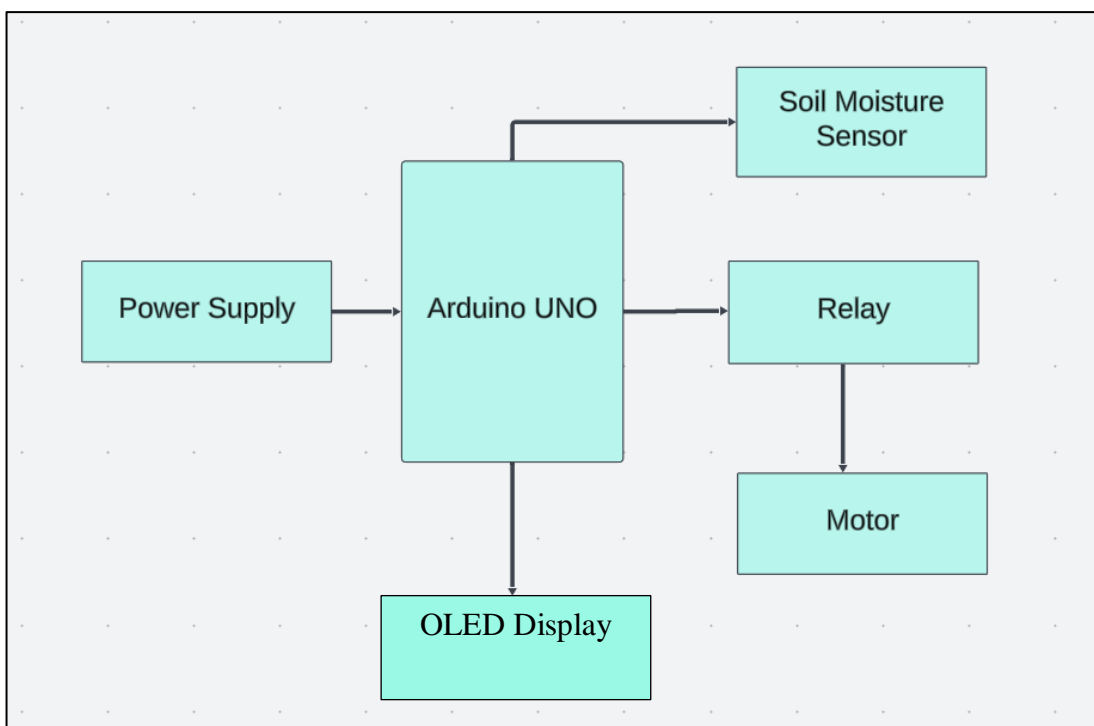 Soil Moisture
Sensor
Power Supply
Arduino UNO
Relay
Motor
OLED Display